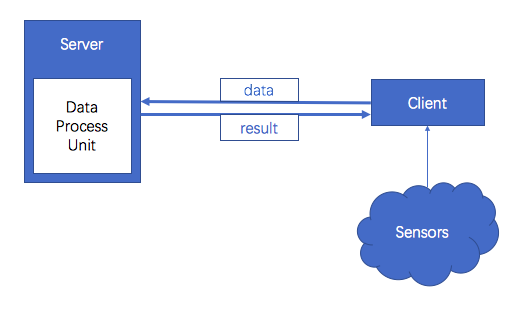 Server
Data
Process
Unit
data
result
Client
Sensors